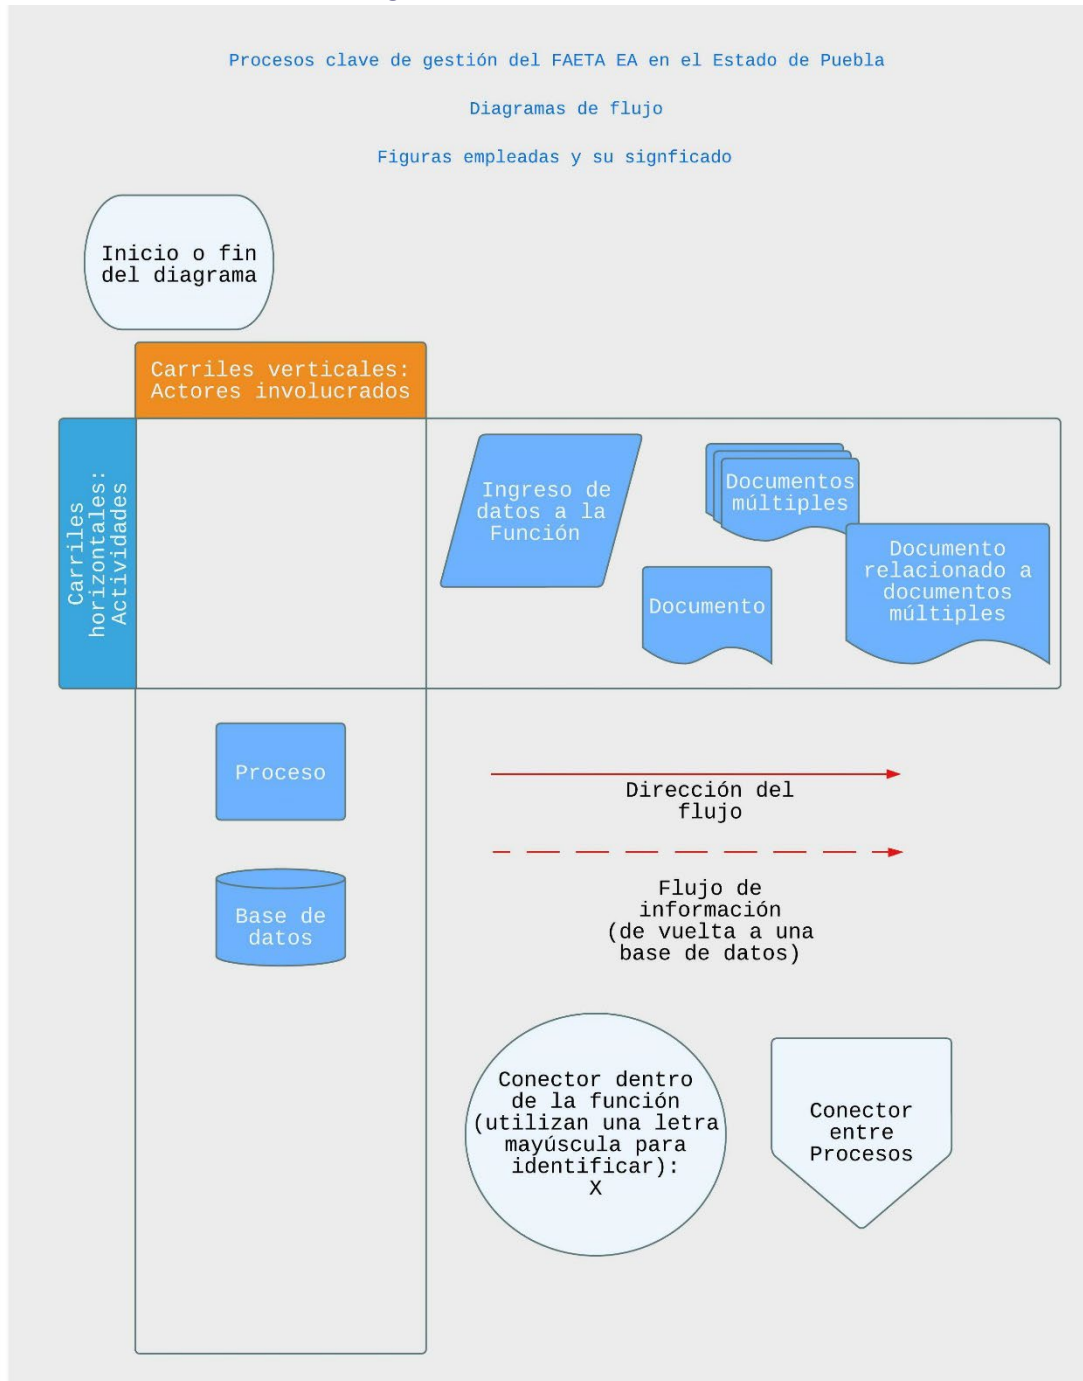 Procesos clave de gestión del FAETA EA en el Estado de Puebla
Diagramas de flujo
Figuras empleadas y su signficado
Inicio o fin
del diagrama
Carriles verticales:
Actores involucrados
Carriles
horizontales:
Actividades
Ingreso de
datos a la
Función
Documentos
múltiples
Documento
Documento
relacionado a
documentos
múltiples
Proceso
Dirección del
flujo
Base de
datos
Flujo de
información
(de vuelta a una
base de datos)
Conector dentro
de la función
(utilizan una letra
mayúscula para
identificar):
X
Conector
entre
Procesos